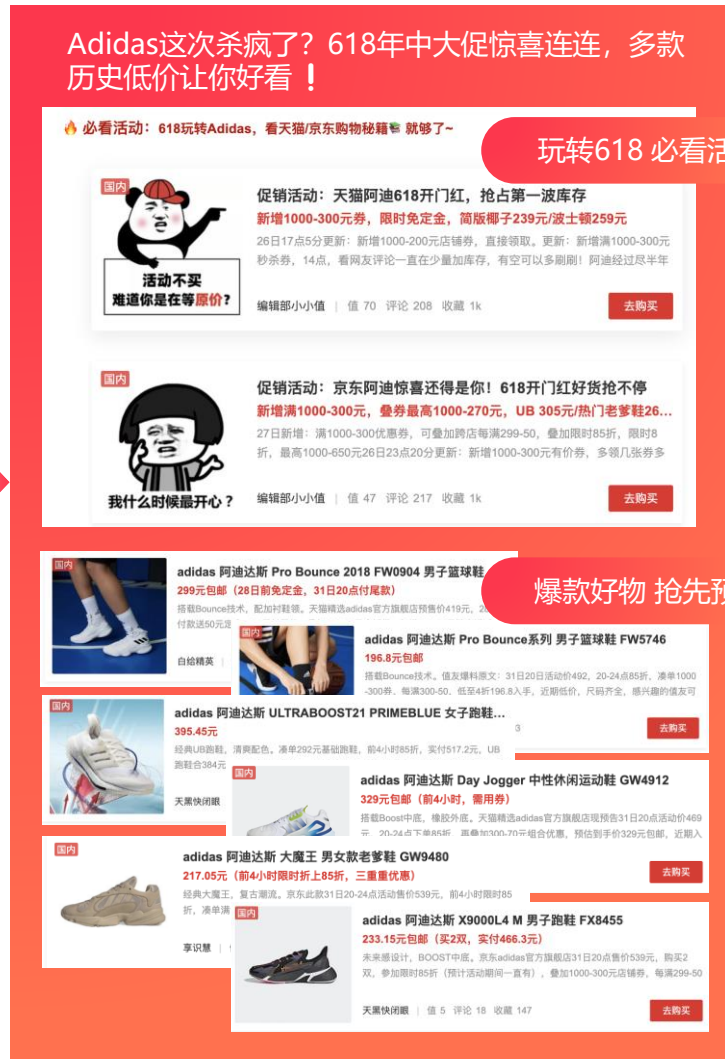 Adidas这次杀疯了？618年中大促惊喜连连，多款
历史低价让你好看❗
🔥 必看活动：618玩转Adidas，看天猫/京东购物秘籍📚 就够了~
玩转618 必看活
国内
促销活动：天猫阿迪618开门红，抢占第一波库存
新增1000-300元券，限时免定金，简版椰子239元/波士顿259元
26日17点5分更新：新增1000-200元店铺券，直接领取。更新：新增满1000-300元
秒杀券，14点，看网友评论一直在少量加库存，有空可以多刷刷！阿迪经过尽半年
活动不买
难道你是在等原价?
编辑部小小值 | 值 70 评论 208 收藏 1k
去购买
国内
促销活动：京东阿迪惊喜还得是你！618开门红好货抢不停
新增满1000-300元，叠券最高1000-270元，UB 305元/热门老爹鞋26...
27日新增：满1000-300优惠券，可叠加跨店每满299-50，叠加限时85折，限时8
折，最高1000-650元26日23点20分更新：新增1000-300元有价券，多领几张券多
我什么时候最开心？
编辑部小小值 | 值 47 评论 217 收藏 1k
去购买
爆款好物 抢先预
国内
adidas 阿迪达斯 Pro Bounce 2018 FW0904 男子篮球鞋
299元包邮（28日前免定金，31日20点付尾款）
搭载Bounce技术，配加衬鞋领。天猫精选adidas官方旗舰店预售价419元，2
付款送50元
白给精英 |
国内
adidas 阿迪达斯 Pro Bounce系列 男子篮球鞋 FW5746
196.8元包邮
搭载Bounce技术。值友爆料原文：31日20日活动价492，20-24点85折，凑单1000
-300券，每满300-50，低至4折196.8入手，近期低价，尺码齐全，感兴趣的值友可
3
去购买
国内
adidas 阿迪达斯 ULTRABOOST21 PRIMEBLUE 女子跑鞋...
395.45元
经典UB跑鞋，清爽配色。凑单292元基础跑鞋，前4小时85折，实付517.2元，UB
跑鞋合384元
天黑快闭眼
国内
adidas 阿迪达斯 Day Jogger 中性休闲运动鞋 GW4912
329元包邮（前4小时，需用券）
搭载Boost中底，橡胶外底。天猫精选adidas官方旗舰店现预告31日20点活动价469
元，20-24点下单85折，再叠加300-70元组合优惠，预估到手价329元包邮，近期入
去购买
国内
adidas 阿迪达斯 大魔王 男女款老爹鞋 GW9480
217.05元（前4小时限时折上85折，三重重优惠）
经典大魔王，复古潮流。京东此款31日20-24点活动售价539元，前4小时限时85
折，凑单满
享识慧 |
国内
adidas 阿迪达斯 X9000L4 M 男子跑鞋 FX8455
233.15元包邮（买2双，实付466.3元）
未来感设计，BOOST中底。京东adidas官方旗舰店31日20点售价539元，购买2
双，参加限时85折（预计活动期间一直有），叠加1000-300元店铺券，每满299-50
天黑快闭眼 | 值 5 评论 18 收藏 147
去购买